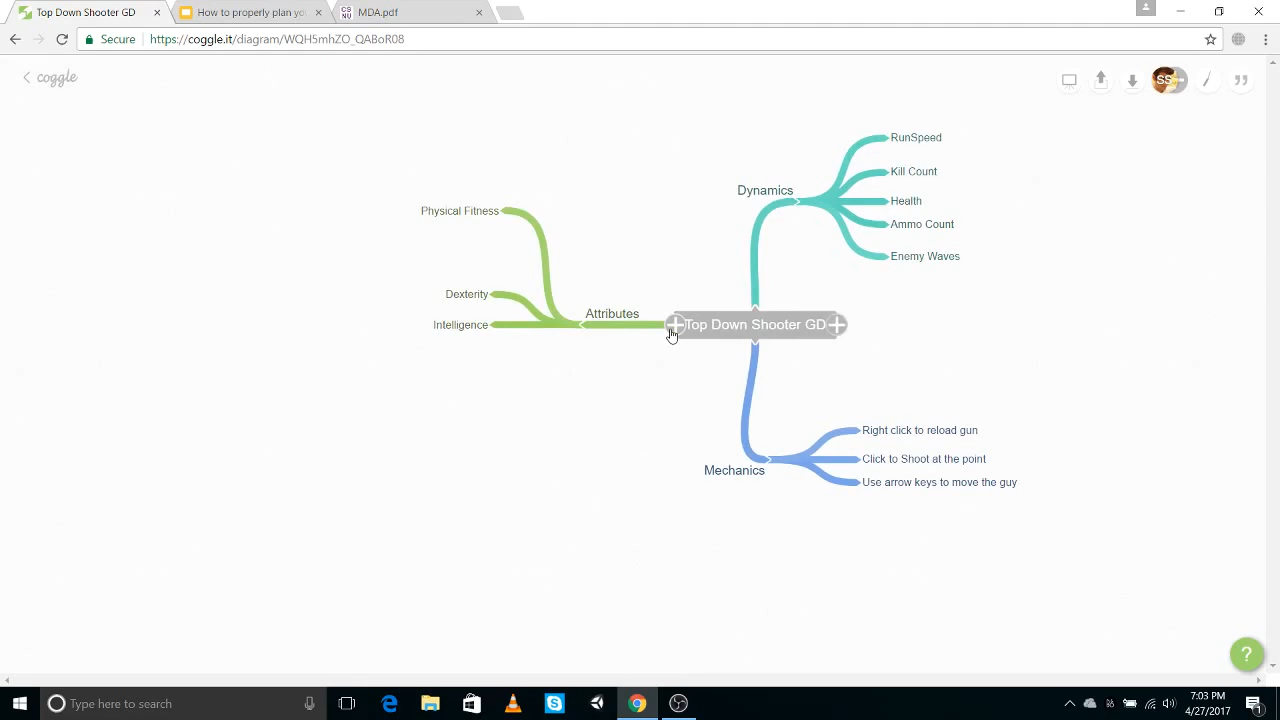 Top Down Shooter GD
How to properly plan you
MDA.pdf
Secure
https://coggle.it/diagram/WQH5mhZO_QABoR08
coggle
SS
RunSpeed
Kill Count
Dynamics
Health
Physical Fitness
Ammo Count
Enemy Waves
Dexterity
Attributes
Intelligence
Top Down Shooter GD
Right click to reload gun
Click to Shoot at the point
Mechanics
Use arrow keys to move the guy
?
Type here to search
7:03 PM
4/27/2017